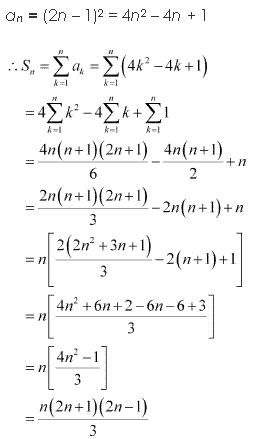 aₙ = (2n – 1)2 = 4n2 – 4n + 1
∴ Sₙ = ∑ₖ₌₁ⁿ aₖ = ∑ₖ₌₁ⁿ (4k² – 4k + 1)
= 4∑ₖ₌₁ⁿ k² – 4∑ₖ₌₁ⁿ k + ∑ₖ₌₁ⁿ 1
= 4n(n+1)(2n+1)/6 – 4n(n+1)/2 + n
= 2n(n+1)(2n+1)/3 – 2n(n+1) + n
= n[2(2n²+3n+1)/3 – 2(n+1) + 1]
= n[(4n²+6n+2–6n–6+3)/3]
= n[(4n²–1)/3]
= n(2n+1)(2n–1)/3